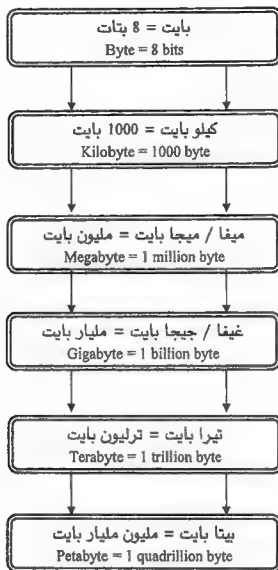 بايت = 8 بتات
Byte = 8 bits
كيلو بايت = 1000 بايت
Kilobyte = 1000 byte
ميغا / ميجا بايت = مليون بايت
Megabyte = 1 million byte
غيغا / جيجا بايت = مليار بايت
Gigabyte = 1 billion byte
تيرا بايت = ترليون بايت
Terabyte = 1 trillion byte
بيتا بايت = مليون مليار بايت
Petabyte = 1 quadrillion byte